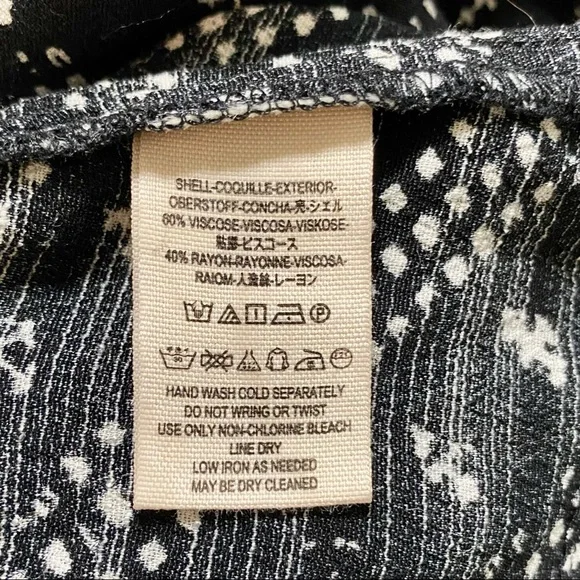 SHELL-COQUILLE-EXTERIOR-
OBERSTOFF-CONCHA-売-シェル
60% VISCOSE-VISCOSA-VISKOSE-
粘膠-ビスコース
40% RAYON-RAYONNE-VISCOSA-
RAIOM-人造絲-レーヨン
HAND WASH COLD SEPARATELY
DO NOT WRING OR TWIST
USE ONLY NON-CHLORINE BLEACH
LINE DRY
LOW IRON AS NEEDED
MAY BE DRY CLEANED